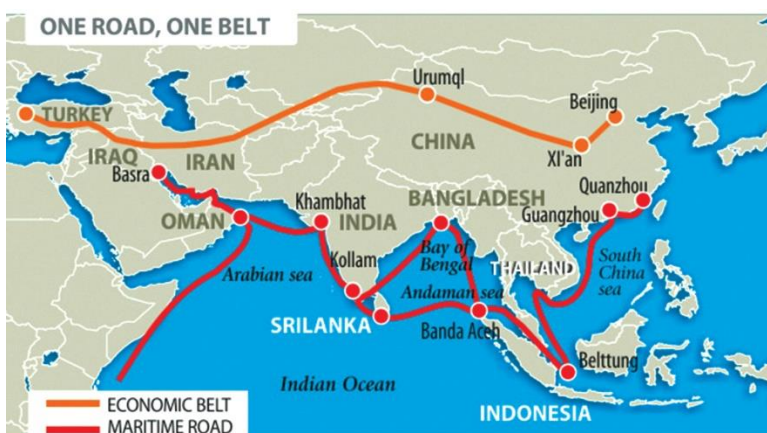 ONE ROAD, ONE BELT
Urumql
Beijing
TURKEY
CHINA
XI'an
IRAQ
IRAN
Basra
Quanzhou
Khambhat
BANGLADESH
Guangzhou
OMAN
INDIA
Kollam
Bay of
Bengal
South
China
sea
THAILAND
Arabian sea
Andaman sea
SRILANKA
Banda Aceh
Belttung
Indian Ocean
INDONESIA
ECONOMIC BELT
MARITIME ROAD